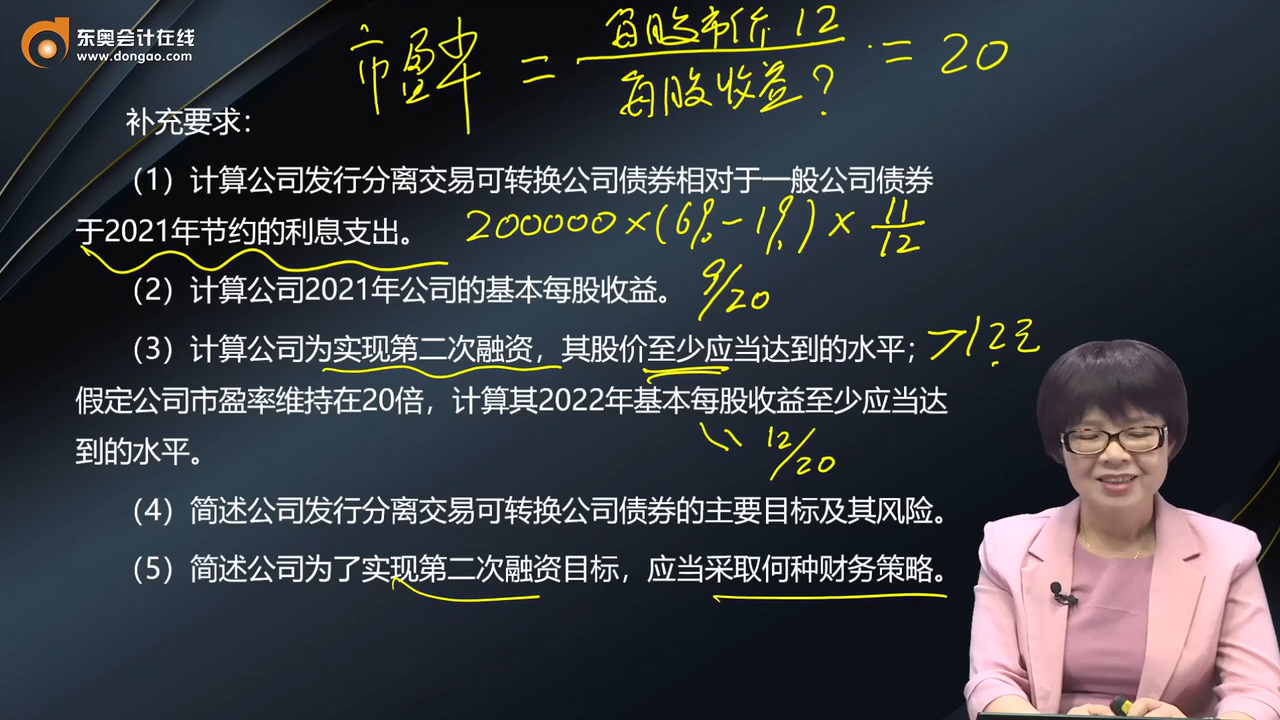 东奥会计在线
www.dongao.com
市盈率 = 每股市价 12 / 每股收益? = 20
补充要求：
（1）计算公司发行分离交易可转换公司债券相对于一般公司债券
于2021年节约的利息支出。 200000×(6%-1%)×11/12
（2）计算公司2021年公司的基本每股收益。 9/20
（3）计算公司为实现第二次融资，其股价至少应当达到的水平； >12元
假定公司市盈率维持在20倍，计算其2022年基本每股收益至少应当达
到的水平。 12/20
（4）简述公司发行分离交易可转换公司债券的主要目标及其风险。
（5）简述公司为了实现第二次融资目标，应当采取何种财务策略。